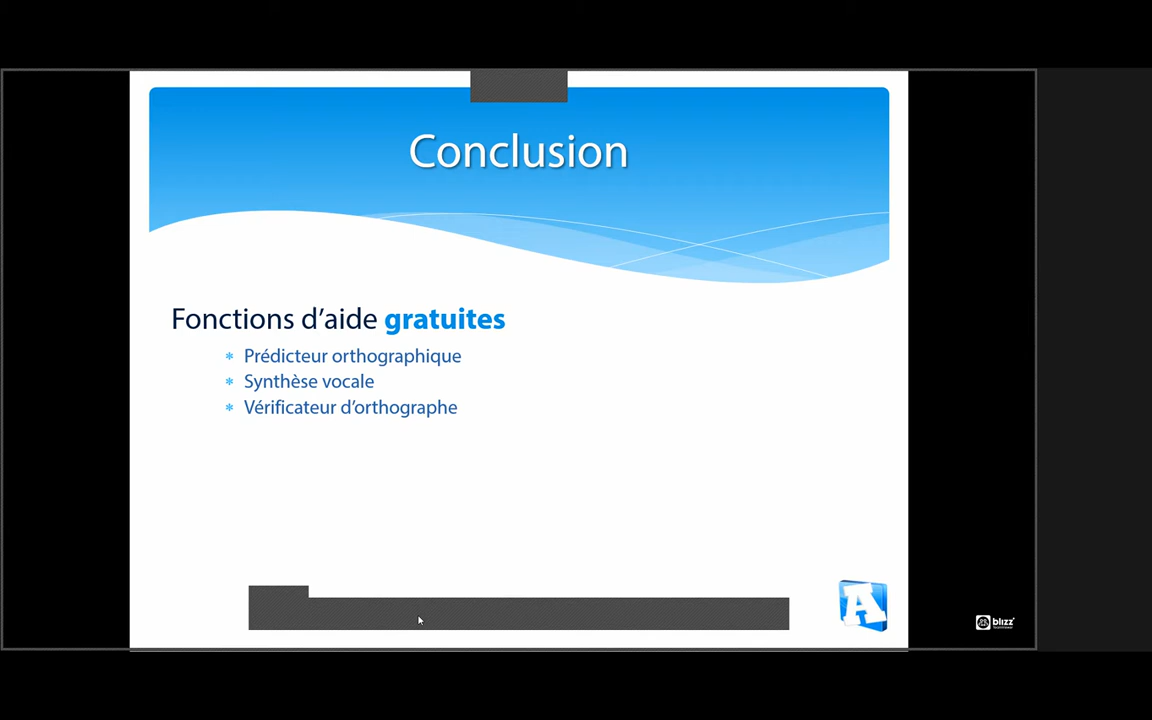 Conclusion
Fonctions d’aide gratuites
* Prédicteur orthographique
* Synthèse vocale
* Vérificateur d’orthographe
A
blizz